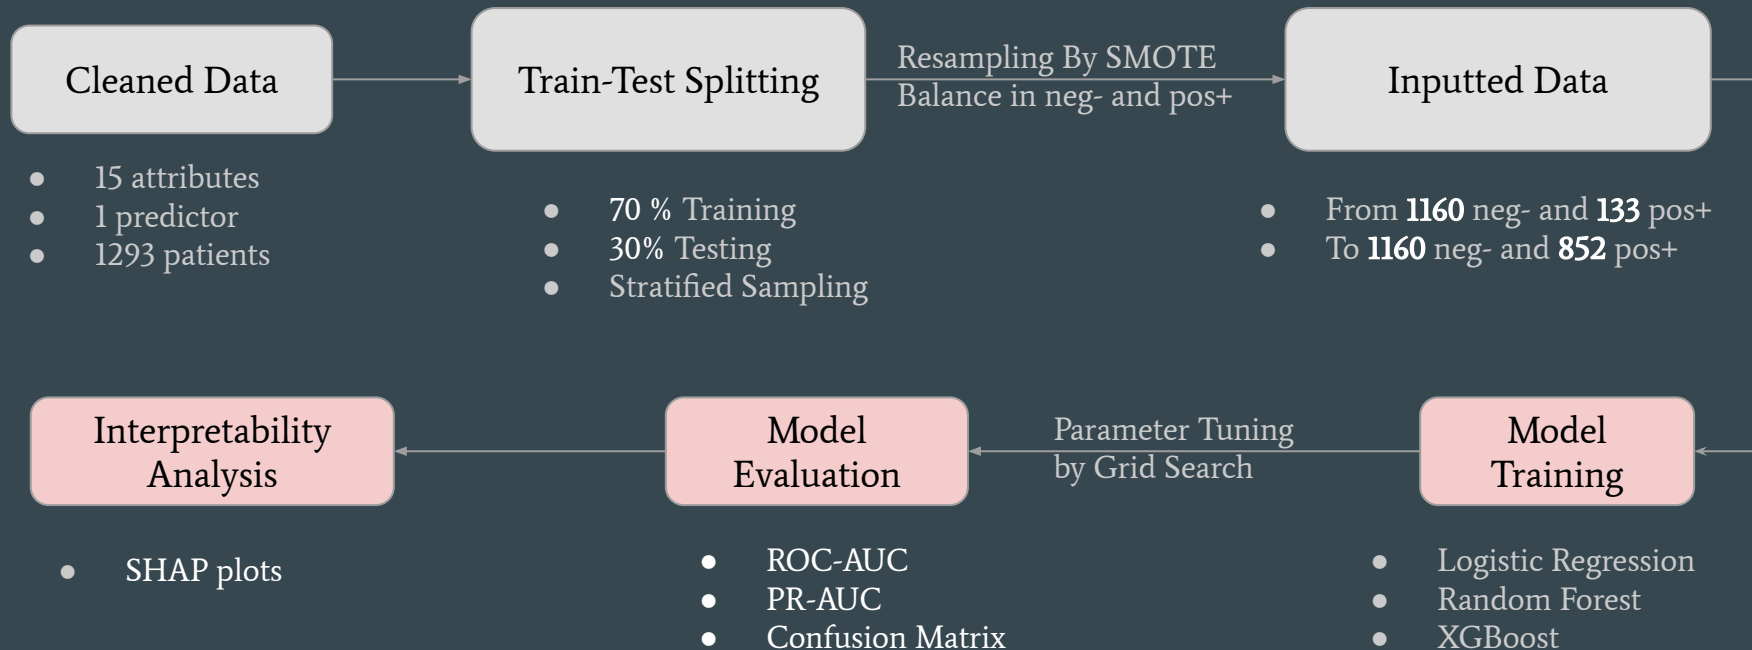 Cleaned Data
Train-Test Splitting
Resampling By SMOTE
Balance in neg- and pos+
Inputted Data
● 15 attributes
● 1 predictor
● 1293 patients
● 70 % Training
● 30% Testing
● Stratified Sampling
● From 1160 neg- and 133 pos+
● To 1160 neg- and 852 pos+
Interpretability
Analysis
Model
Evaluation
Parameter Tuning
by Grid Search
Model
Training
● SHAP plots
● ROC-AUC
● PR-AUC
● Confusion Matrix
● Logistic Regression
● Random Forest
● XGBoost